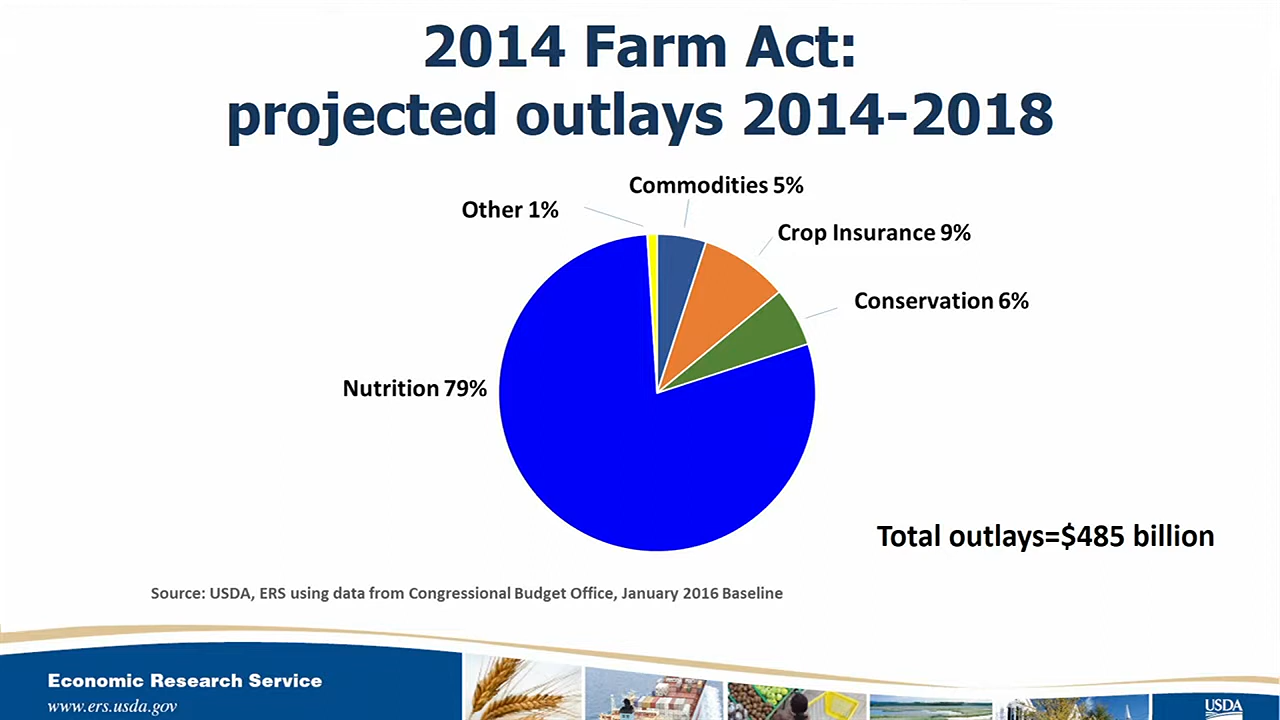 2014 Farm Act:
projected outlays 2014-2018
Commodities 5%
Other 1%
Crop Insurance 9%
Conservation 6%
Nutrition 79%
Total outlays=$485 billion
Source: USDA, ERS using data from Congressional Budget Office, January 2016 Baseline
Economic Research Service
www.ers.usda.gov
USDA